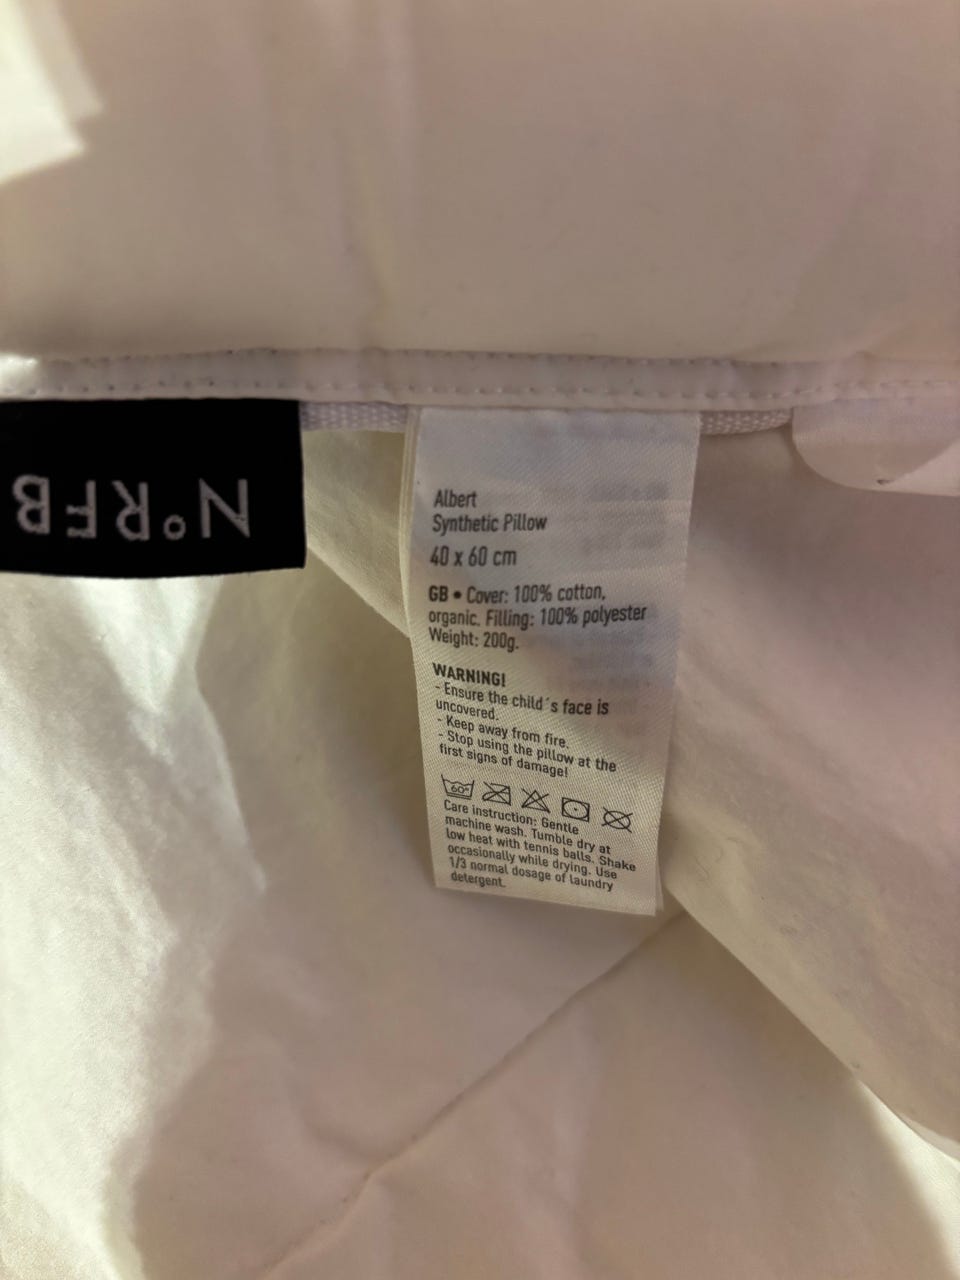 NºRFB
Albert
Synthetic Pillow
40 x 60 cm
GB • Cover: 100% cotton,
organic. Filling: 100% polyester
Weight: 200g.
WARNING!
- Ensure the child´s face is
uncovered.
- Keep away from fire.
- Stop using the pillow at the
first signs of damage!
60°
Care instruction: Gentle
machine wash. Tumble dry at
low heat with tennis balls. Shake
occasionally while drying. Use
1/3 normal dosage of laundry
detergent.